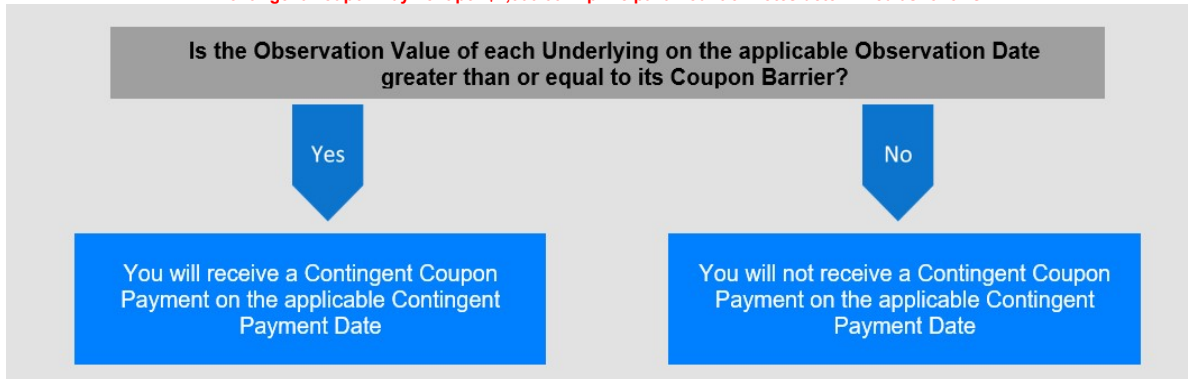 Is the Observation Value of each Underlying on the applicable Observation Date
greater than or equal to its Coupon Barrier?
Yes
No
You will receive a Contingent Coupon
Payment on the applicable Contingent
Payment Date
You will not receive a Contingent Coupon
Payment on the applicable Contingent
Payment Date